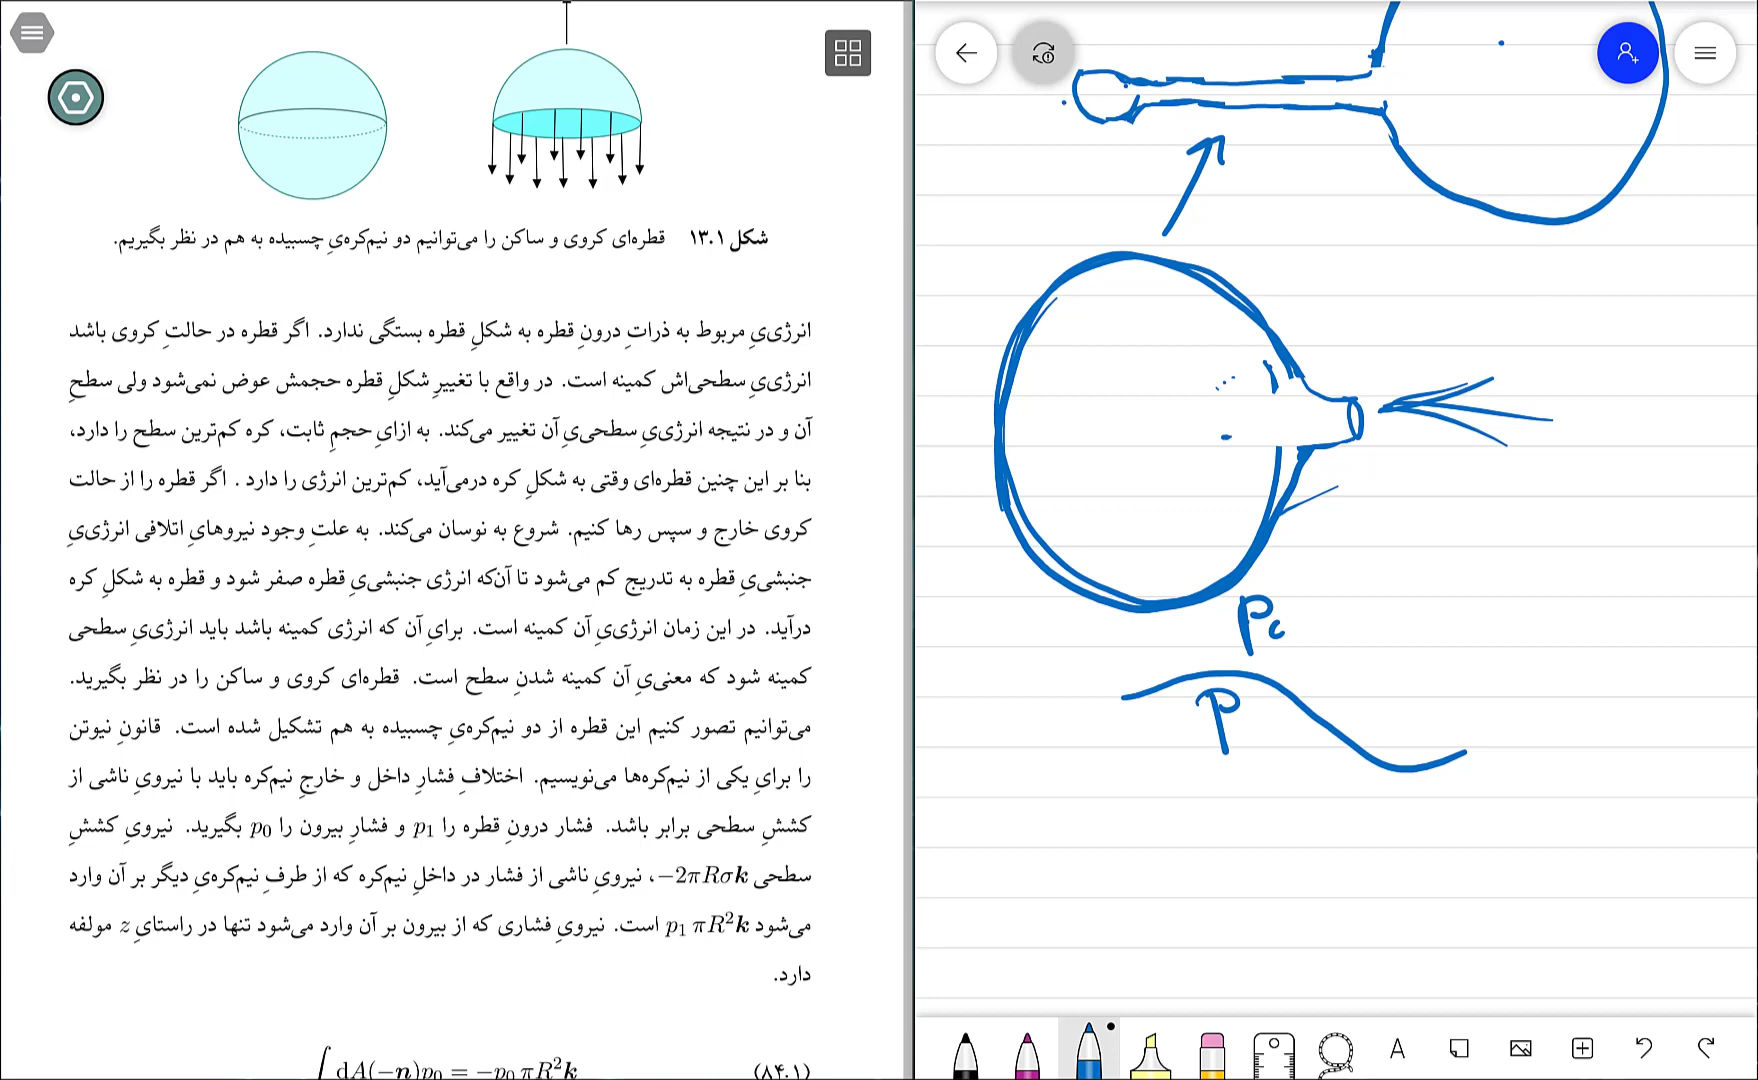 شکل ۱۳.۱ قطره‌ای کروی و ساکن را می‌توانیم دو نیم‌کره‌یِ چسبیده به هم در نظر بگیریم.
انرژی‌یِ مربوط به ذراتِ درونِ قطره به شکلِ قطره بستگی ندارد. اگر قطره در حالتِ کروی باشد
انرژی‌یِ سطحی‌اش کمینه است. در واقع با تغییرِ شکلِ قطره حجمش عوض نمی‌شود ولی سطحِ
آن و در نتیجه انرژی‌یِ سطحی‌یِ آن تغییر می‌کند. به ازایِ حجمِ ثابت، کره کم‌ترین سطح را دارد،
بنا بر این چنین قطره‌ای وقتی به شکلِ کره درمی‌آید، کم‌ترین انرژی را دارد . اگر قطره را از حالت
کروی خارج و سپس رها کنیم. شروع به نوسان می‌کند. به علتِ وجود نیروهایِ اتلافی انرژی‌یِ
جنبشی‌یِ قطره به تدریج کم می‌شود تا آن‌که انرژی جنبشی‌یِ قطره صفر شود و قطره به شکلِ کره
درآید. در این زمان انرژی‌یِ آن کمینه است. برایِ آن که انرژی کمینه باشد باید انرژی‌یِ سطحی
کمینه شود که معنی‌یِ آن کمینه شدنِ سطح است. قطره‌ای کروی و ساکن را در نظر بگیرید.
می‌توانیم تصور کنیم این قطره از دو نیم‌کره‌یِ چسبیده به هم تشکیل شده است. قانونِ نیوتن
را برایِ یکی از نیم‌کره‌ها می‌نویسیم. اختلافِ فشارِ داخل و خارجِ نیم‌کره باید با نیرویِ ناشی از
کششِ سطحی برابر باشد. فشار درونِ قطره را p₁ و فشارِ بیرون را p₀ بگیرید. نیرویِ کششِ
سطحی −2πRσk، نیرویِ ناشی از فشار در داخلِ نیم‌کره که از طرفِ نیم‌کره‌یِ دیگر بر آن وارد
می‌شود p₁ πR²k است. نیرویِ فشاری که از بیرون بر آن وارد می‌شود تنها در راستایِ z مولفه
دارد.
∫ dA(−n)p₀ = −p₀ πR²k (۸۴.۱)
P
A